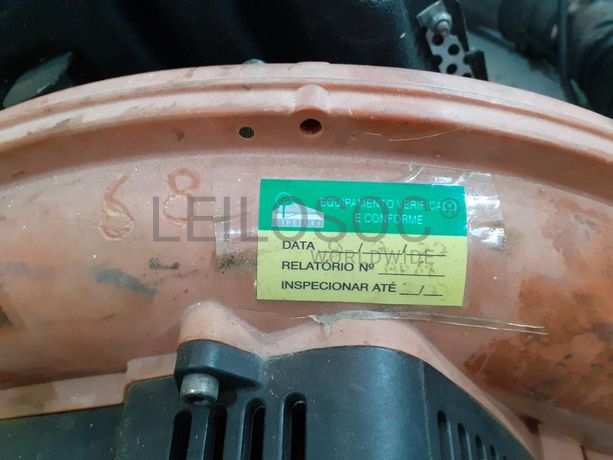 68
EQUIPAMENTO VERIFICADO
E CONFORME
LEILOSOC
WORLDWIDE
DATA
RELATÓRIO Nº
INSPECIONAR ATÉ